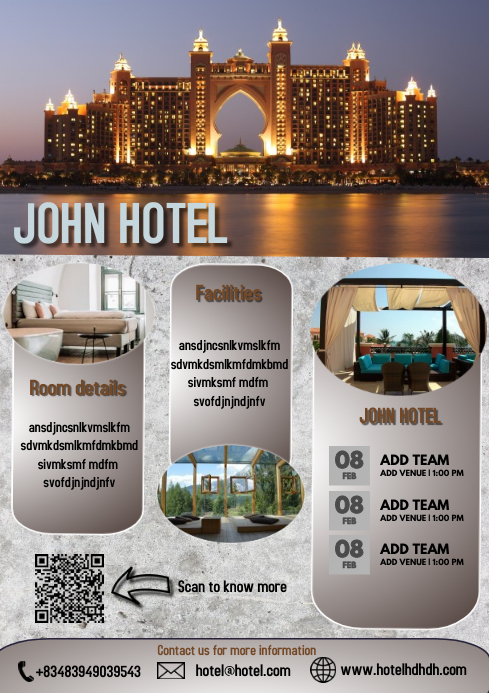 JOHN HOTEL
Room details
ansdjncsnlkvmslkfm
sdvmkdsmlkmfdmkbmd
sivmksmf mdfm
svofdjnjndjnfv
Facilities
ansdjncsnlkvmslkfm
sdvmkdsmlkmfdmkbmd
sivmksmf mdfm
svofdjnjndjnfv
JOHN HOTEL
08 FEB
ADD TEAM
ADD VENUE | 1:00 PM
08 FEB
ADD TEAM
ADD VENUE | 1:00 PM
08 FEB
ADD TEAM
ADD VENUE | 1:00 PM
Scan to know more
Contact us for more information
+83483949039543
hotel@hotel.com
www.hotelhdhdh.com